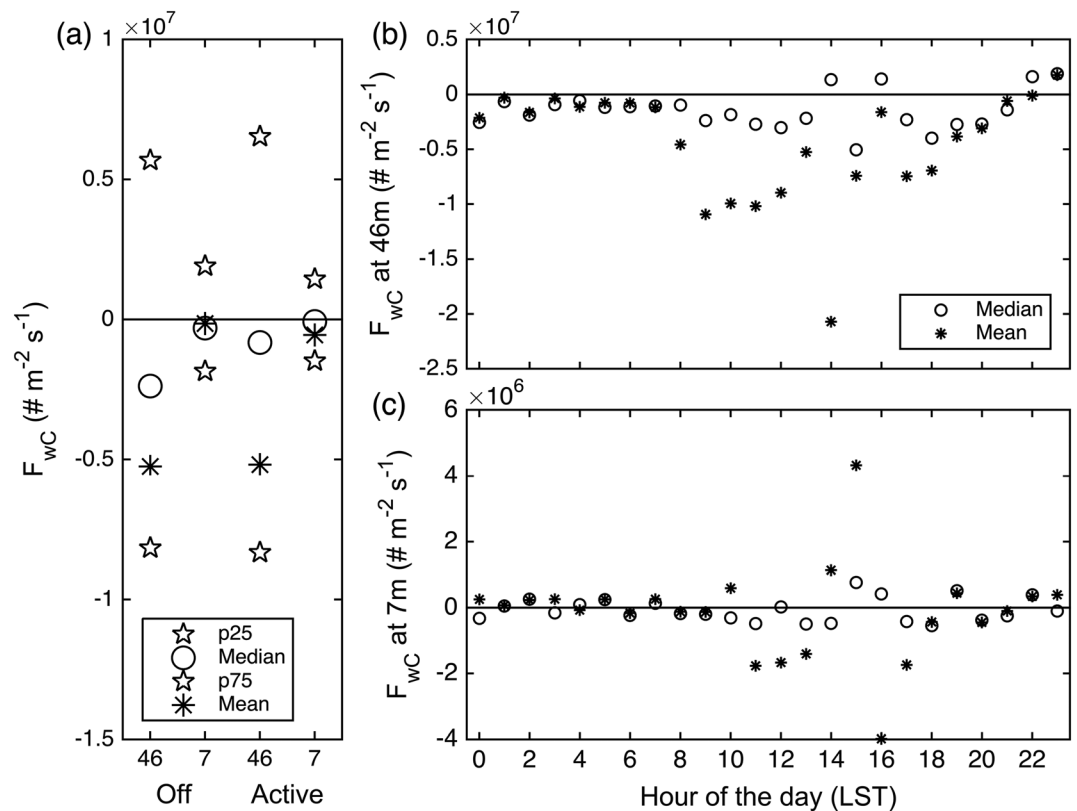 (a)
×10^7
1
0.5
0
-0.5
-1
-1.5
F_wC (# m^-2 s^-1)
p25
Median
p75
Mean
46 7 46 7
Off Active
(b)
×10^7
0.5
0
-0.5
-1
-1.5
-2
-2.5
F_wC at 46m (# m^-2 s^-1)
Median
Mean
(c)
×10^6
6
4
2
0
-2
-4
F_wC at 7m (# m^-2 s^-1)
0 2 4 6 8 10 12 14 16 18 20 22
Hour of the day (LST)